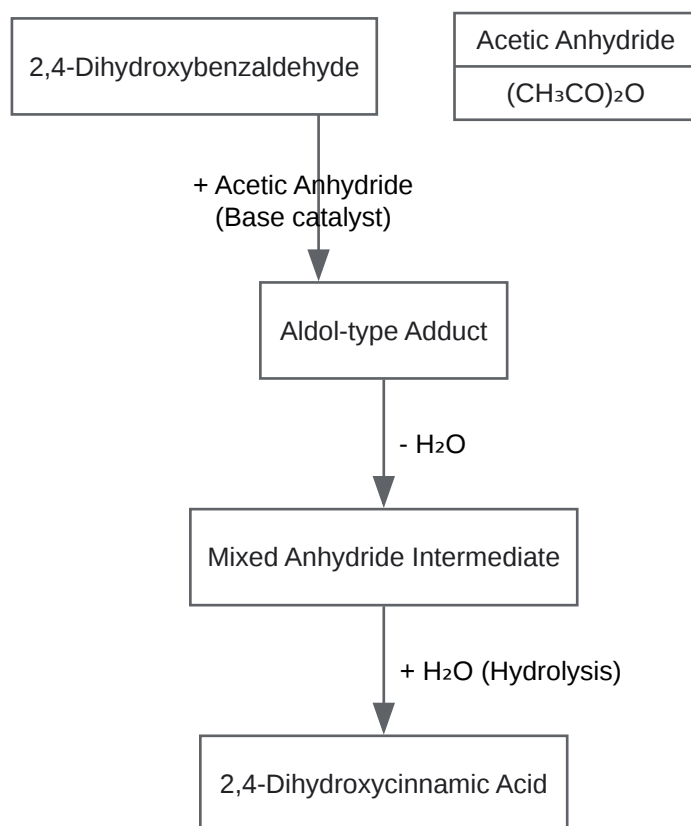 2,4-Dihydroxybenzaldehyde
Acetic Anhydride
(CH₃CO)₂O
+ Acetic Anhydride
(Base catalyst)
Aldol-type Adduct
- H₂O
Mixed Anhydride Intermediate
+ H₂O (Hydrolysis)
2,4-Dihydroxycinnamic Acid